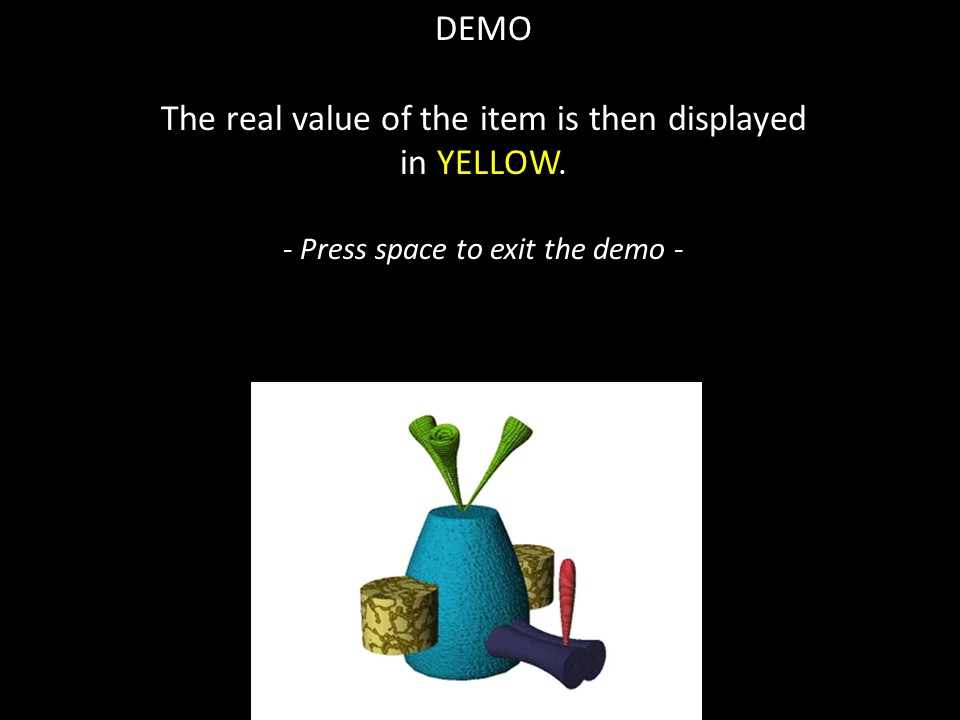 DEMO
The real value of the item is then displayed
in YELLOW.
- Press space to exit the demo -